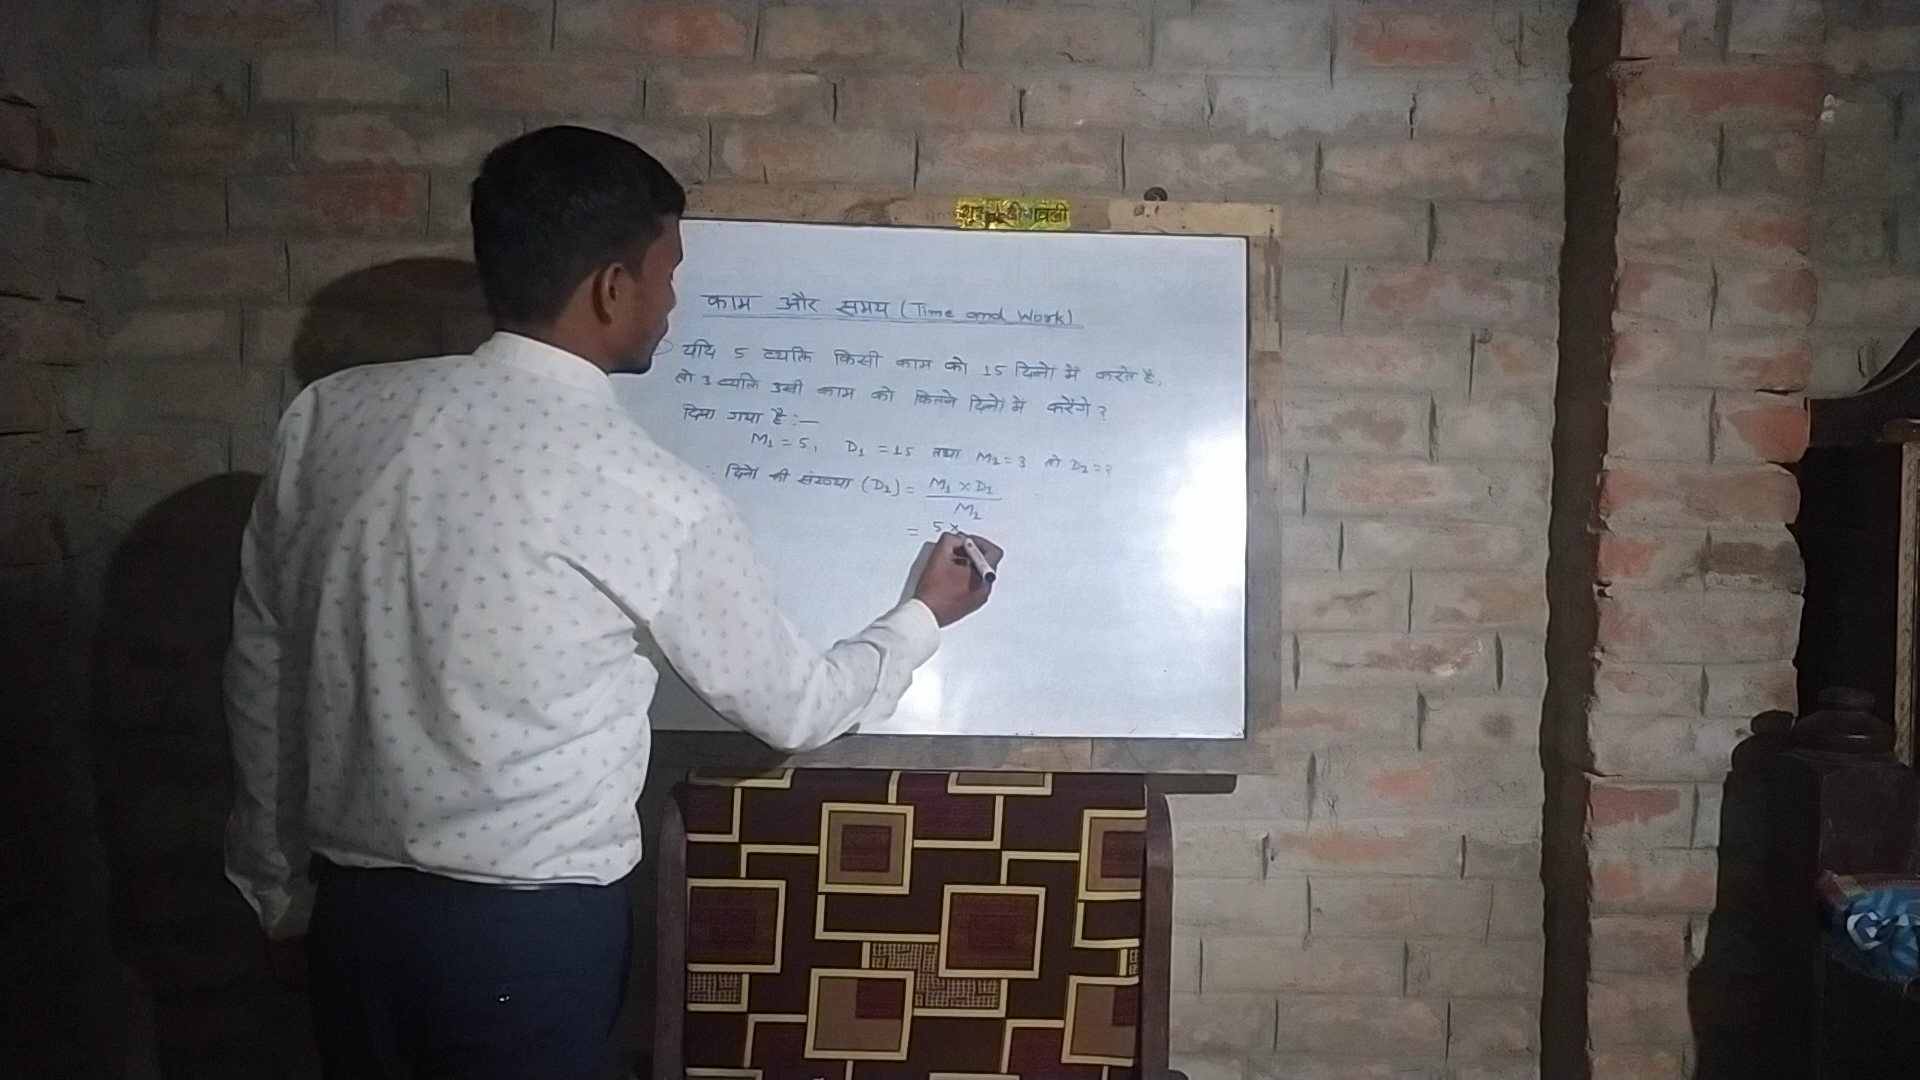 शुभ दीपावली
काम और समय (Time and Work)
यदि 5 व्यक्ति किसी काम को 15 दिनों में करते है,
तो 3 व्यक्ति उसी काम को कितने दिनों में करेंगे ?
दिया गया है :—
M₁ = 5, D₁ = 15 तथा M₂ = 3 तो D₂ = ?
∴ दिनों की संख्या (D₂) = M₁ × D₁
M₂
= 5 ×